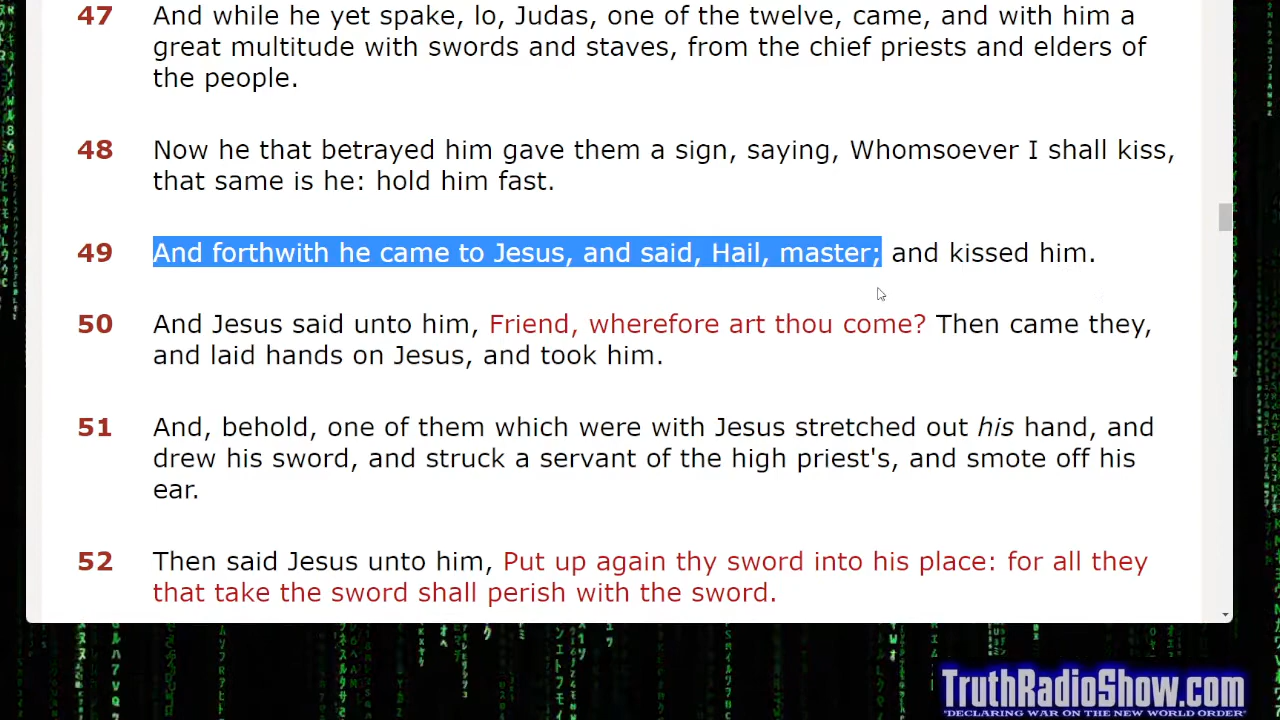 47 And while he yet spake, lo, Judas, one of the twelve, came, and with him a
great multitude with swords and staves, from the chief priests and elders of
the people.
48 Now he that betrayed him gave them a sign, saying, Whomsoever I shall kiss,
that same is he: hold him fast.
49 And forthwith he came to Jesus, and said, Hail, master; and kissed him.
50 And Jesus said unto him, Friend, wherefore art thou come? Then came they,
and laid hands on Jesus, and took him.
51 And, behold, one of them which were with Jesus stretched out his hand, and
drew his sword, and struck a servant of the high priest's, and smote off his
ear.
52 Then said Jesus unto him, Put up again thy sword into his place: for all they
that take the sword shall perish with the sword.
TruthRadioShow.com
"DECLARING WAR ON THE NEW WORLD ORDER"